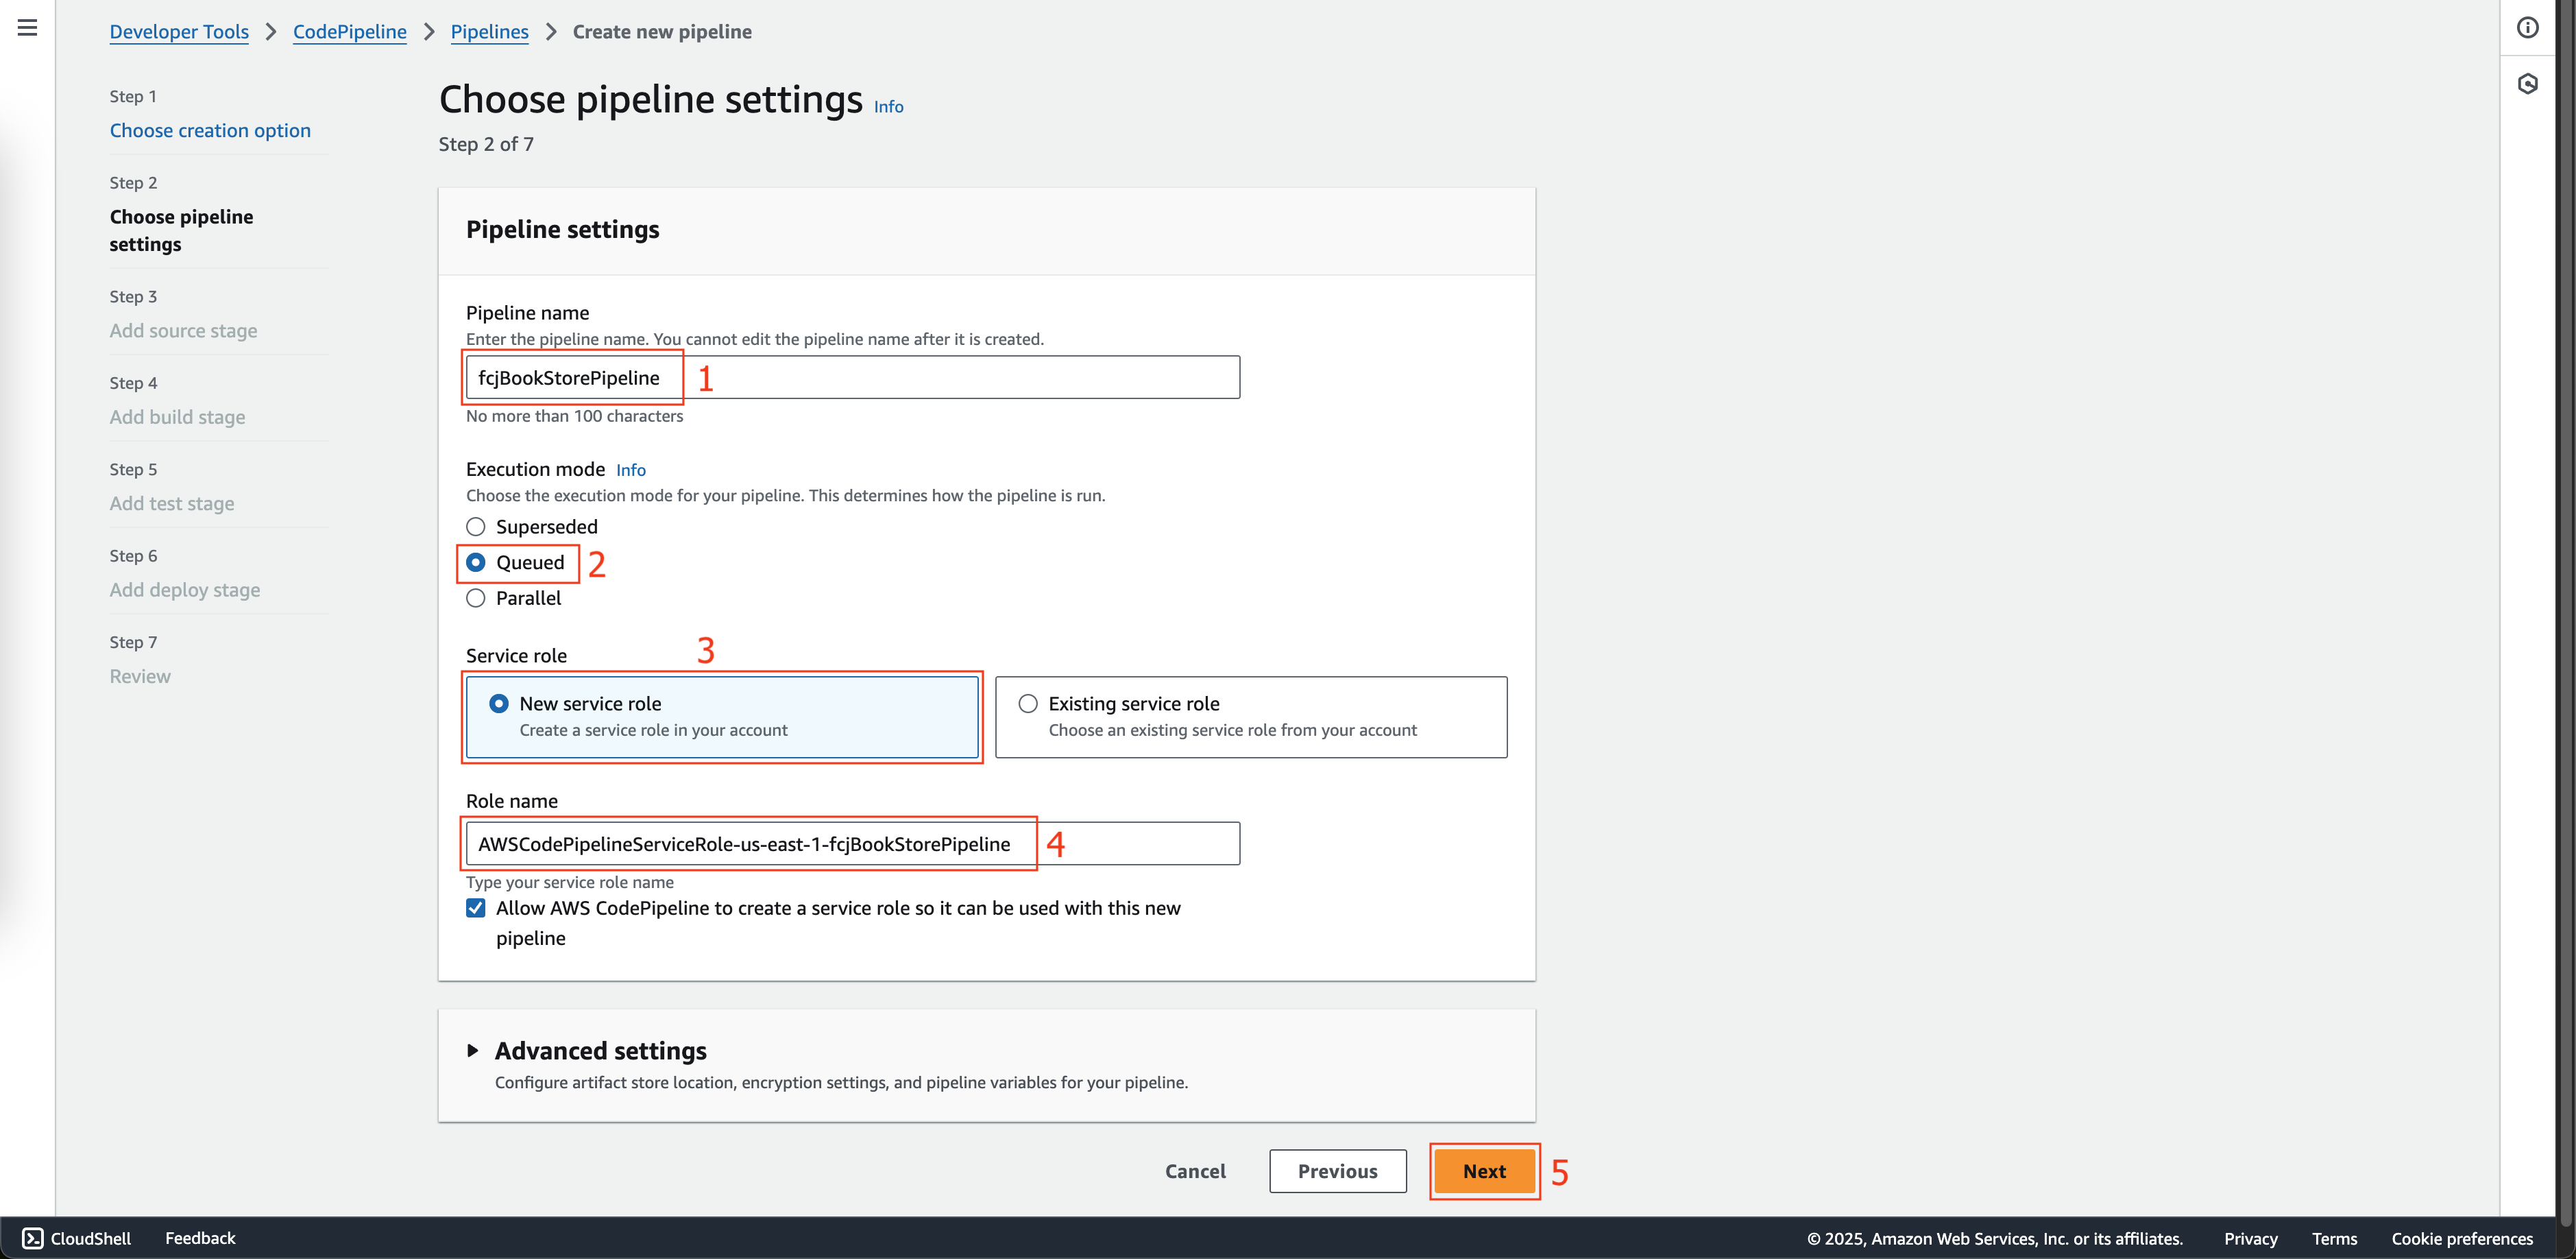 Developer Tools > CodePipeline > Pipelines > Create new pipeline
Step 1
Choose creation option
Step 2
Choose pipeline
settings
Step 3
Add source stage
Step 4
Add build stage
Step 5
Add test stage
Step 6
Add deploy stage
Step 7
Review
Choose pipeline settings Info
Step 2 of 7
Pipeline settings
Pipeline name
Enter the pipeline name. You cannot edit the pipeline name after it is created.
fcjBookStorePipeline 1
No more than 100 characters
Execution mode Info
Choose the execution mode for your pipeline. This determines how the pipeline is run.
Superseded
Queued 2
Parallel
Service role 3
New service role
Create a service role in your account
Existing service role
Choose an existing service role from your account
Role name
AWSCodePipelineServiceRole-us-east-1-fcjBookStorePipeline 4
Type your service role name
Allow AWS CodePipeline to create a service role so it can be used with this new
pipeline
Advanced settings
Configure artifact store location, encryption settings, and pipeline variables for your pipeline.
Cancel Previous Next 5
CloudShell Feedback © 2025, Amazon Web Services, Inc. or its affiliates. Privacy Terms Cookie preferences